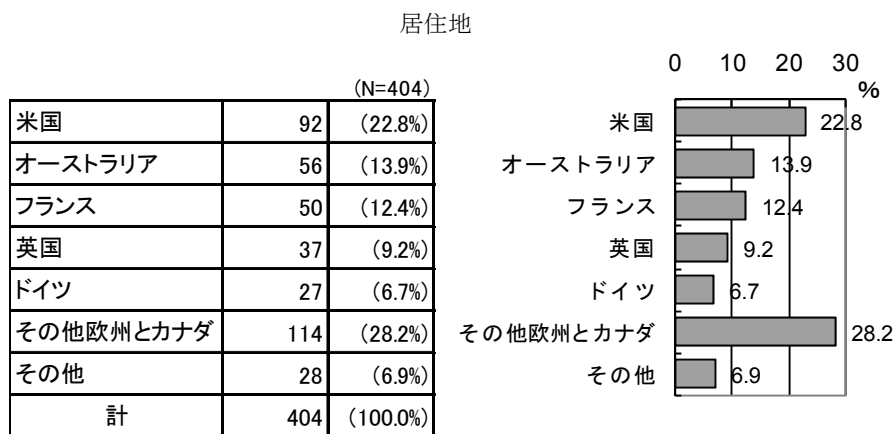 居住地
(N=404)
米国 92 (22.8%)
オーストラリア 56 (13.9%)
フランス 50 (12.4%)
英国 37 (9.2%)
ドイツ 27 (6.7%)
その他欧州とカナダ 114 (28.2%)
その他 28 (6.9%)
計 404 (100.0%)
0 10 20 30
%
米国 22.8
オーストラリア 13.9
フランス 12.4
英国 9.2
ドイツ 6.7
その他欧州とカナダ 28.2
その他 6.9